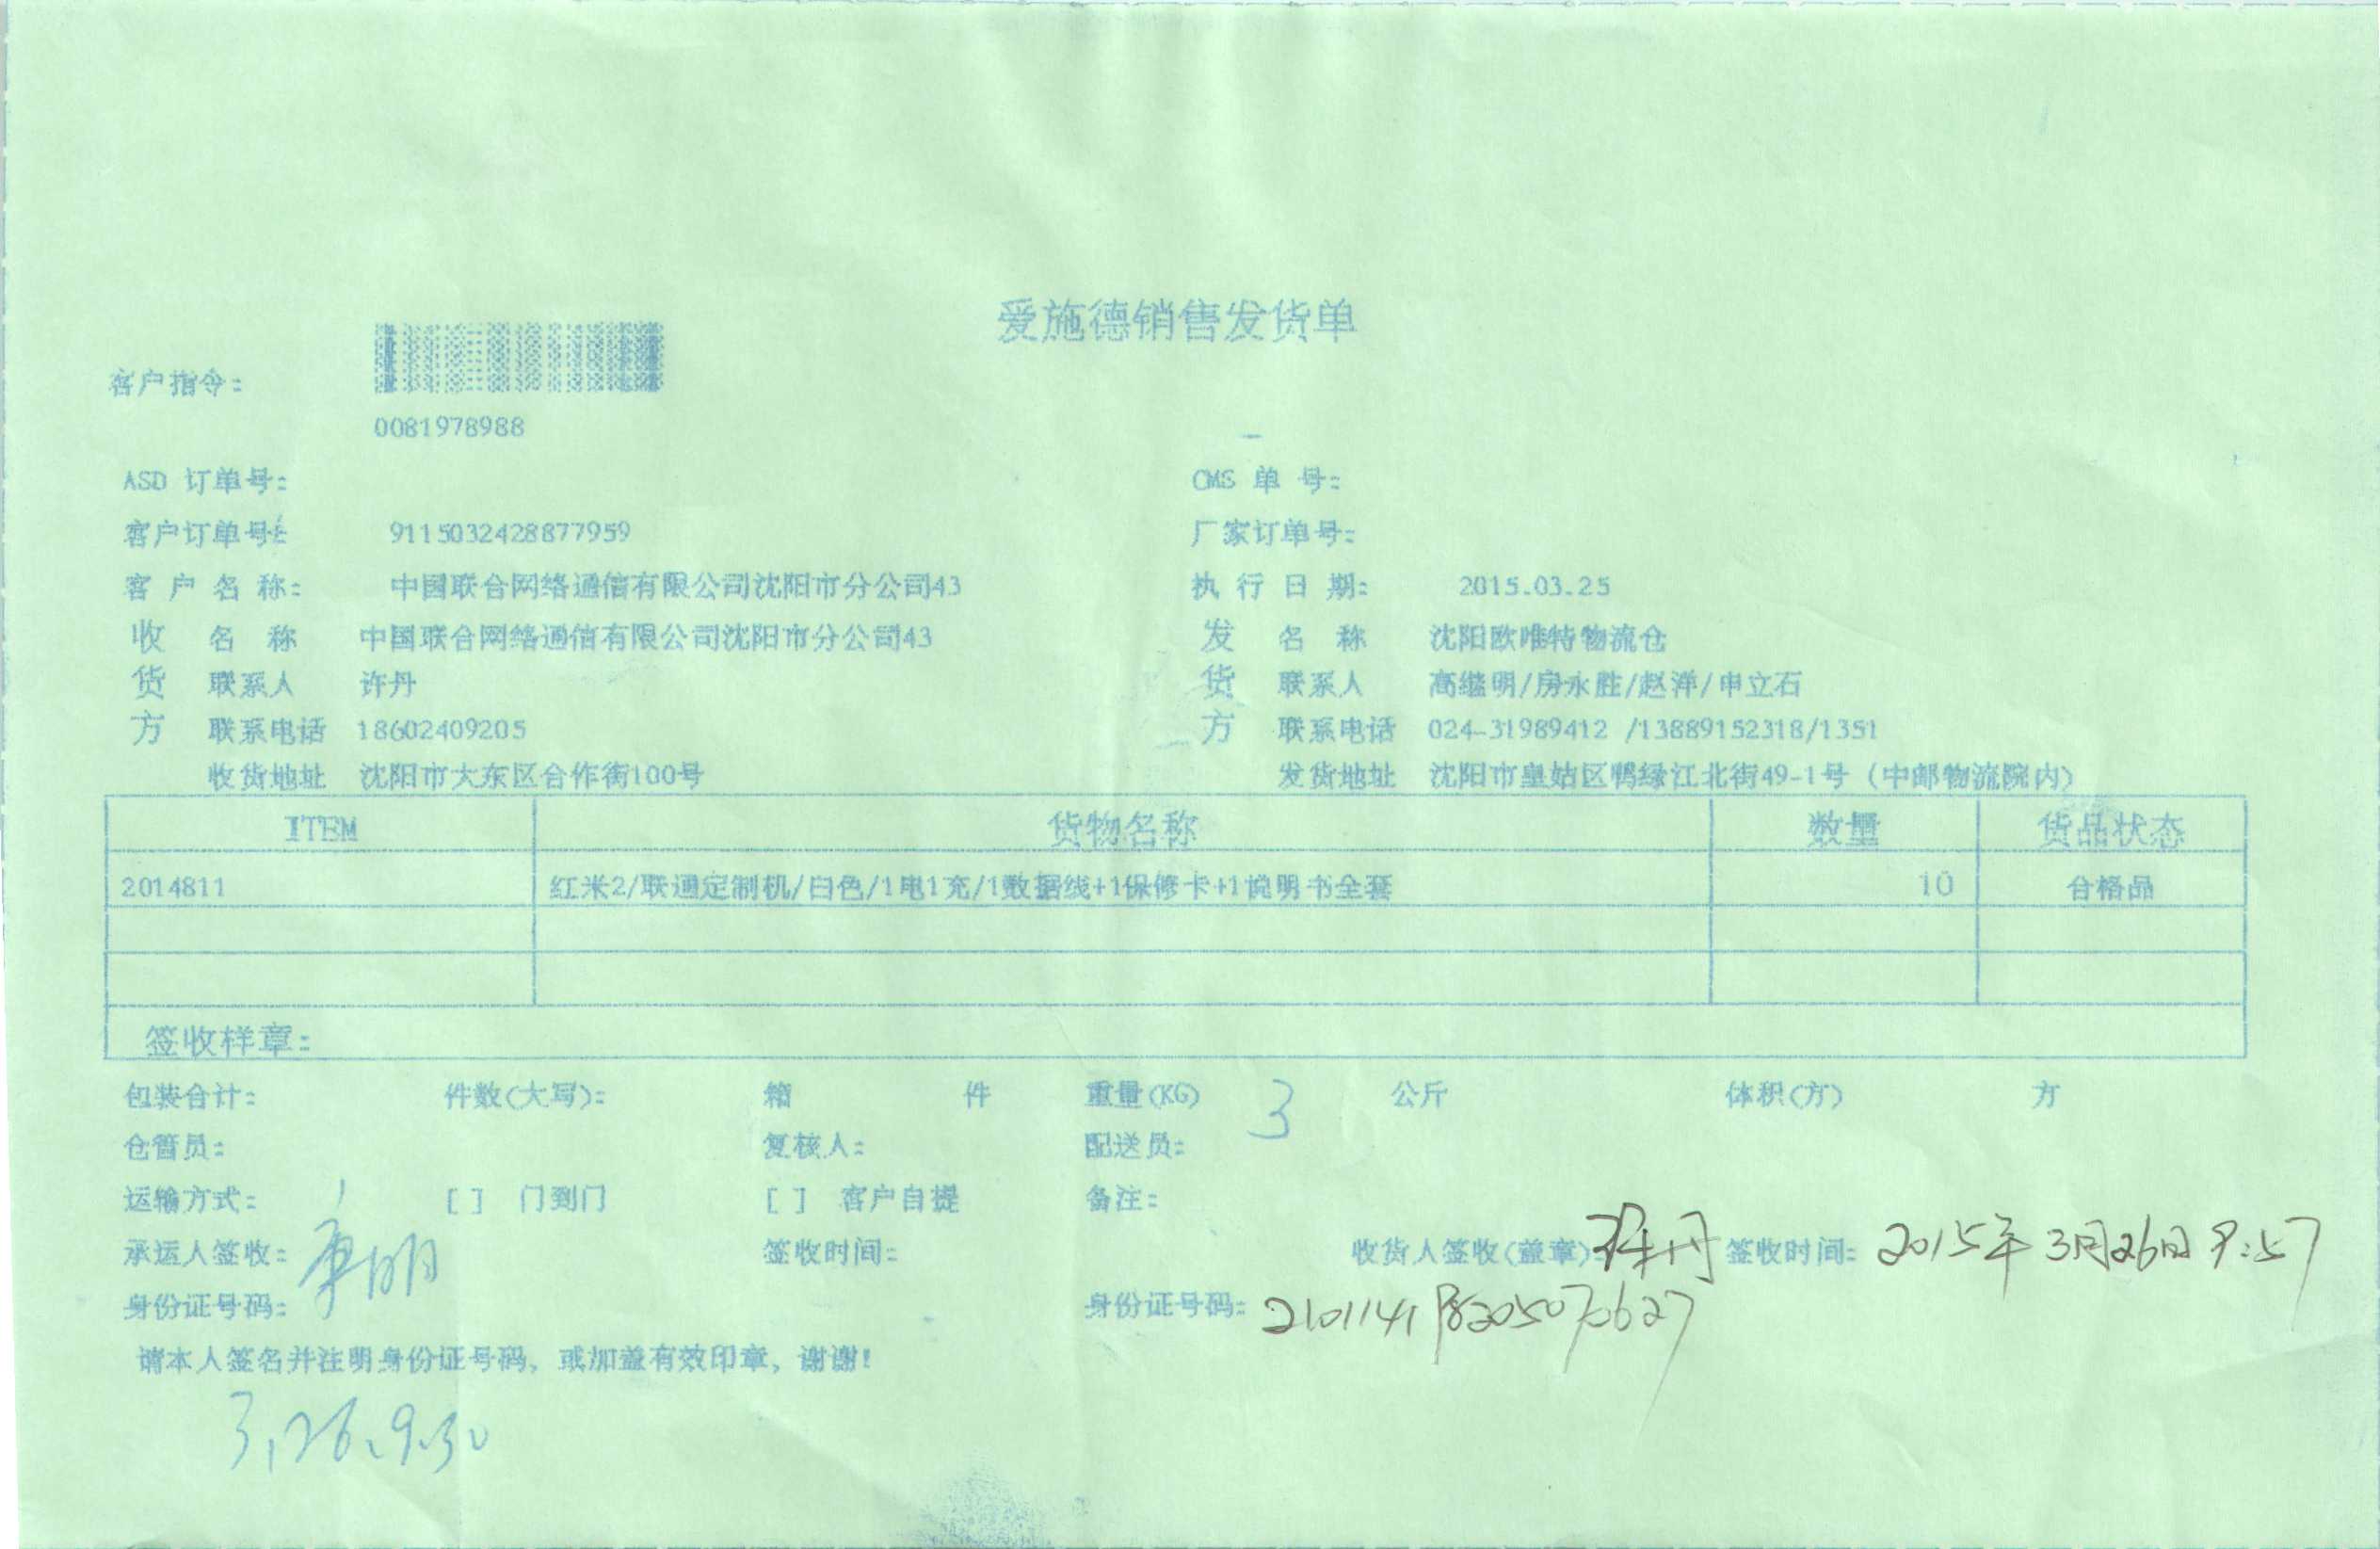 爱施德销售发货单
客户指令:
0081978988
ASD 订单号: CMS 单 号:
客户订单号: 9115032428877959 厂家订单号:
客 户 名 称: 中国联合网络通信有限公司沈阳市分公司43 执 行 日 期: 2015.03.25
收 名 称 中国联合网络通信有限公司沈阳市分公司43 发 名 称 沈阳欧唯特物流仓
货 联系人 许丹 货 联系人 高继明/房永胜/赵洋/申立石
方 联系电话 18602409205 方 联系电话 024-31989412 /13889152318/1351
收货地址 沈阳市大东区合作街100号 发货地址 沈阳市皇姑区鸭绿江北街49-1号（中邮物流院内）
ITEM 货物名称 数量 货品状态
2014811 红米2/联通定制机/白色/1电1充/1数据线+1保修卡+1说明书全套 10 合格品
签收样章:
包装合计: 件数(大写): 箱 件 重量(KG) 3 公斤 体积(方) 方
仓管员: 复核人: 配送员:
运输方式: [ ] 门到门 [ ] 客户自提 备注:
承运人签收: 签收时间: 收货人签收(盖章): 许丹 签收时间: 2015年3月26日 9:57
身份证号码: 身份证号码:
请本人签名并注明身份证号码，或加盖有效印章，谢谢!
3.26.9.30